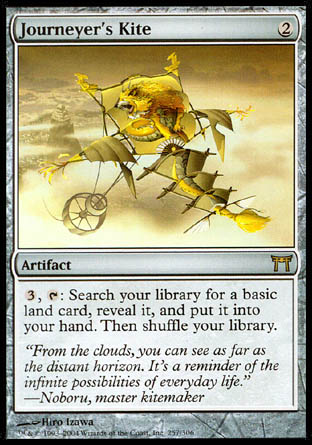 Journeyer's Kite 2
Artifact
3, : Search your library for a basic
land card, reveal it, and put it into
your hand. Then shuffle your library.
"From the clouds, you can see as far as
the distant horizon. It's a reminder of the
infinite possibilities of everyday life."
—Noboru, master kitemaker
Hiro Izawa
™ & © 1993–2004 Wizards of the Coast, Inc. 257/306